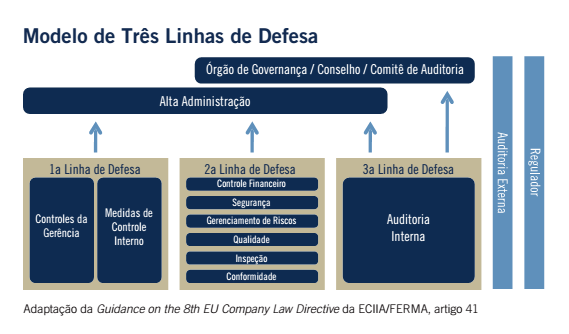 Modelo de Três Linhas de Defesa
Órgão de Governança / Conselho / Comitê de Auditoria
Alta Administração
1a Linha de Defesa
Controles da
Gerência
Medidas de
Controle
Interno
2a Linha de Defesa
Controle Financeiro
Segurança
Gerenciamento de Riscos
Qualidade
Inspeção
Conformidade
3a Linha de Defesa
Auditoria
Interna
Auditoria Externa
Regulador
Adaptação da Guidance on the 8th EU Company Law Directive da ECIIA/FERMA, artigo 41